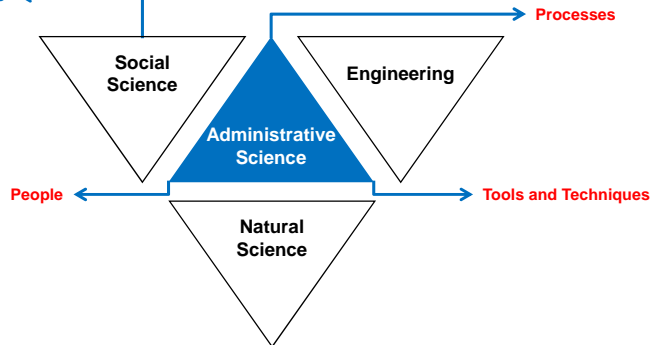 Processes
Social
Science
Engineering
Administrative
Science
People
Tools and Techniques
Natural
Science